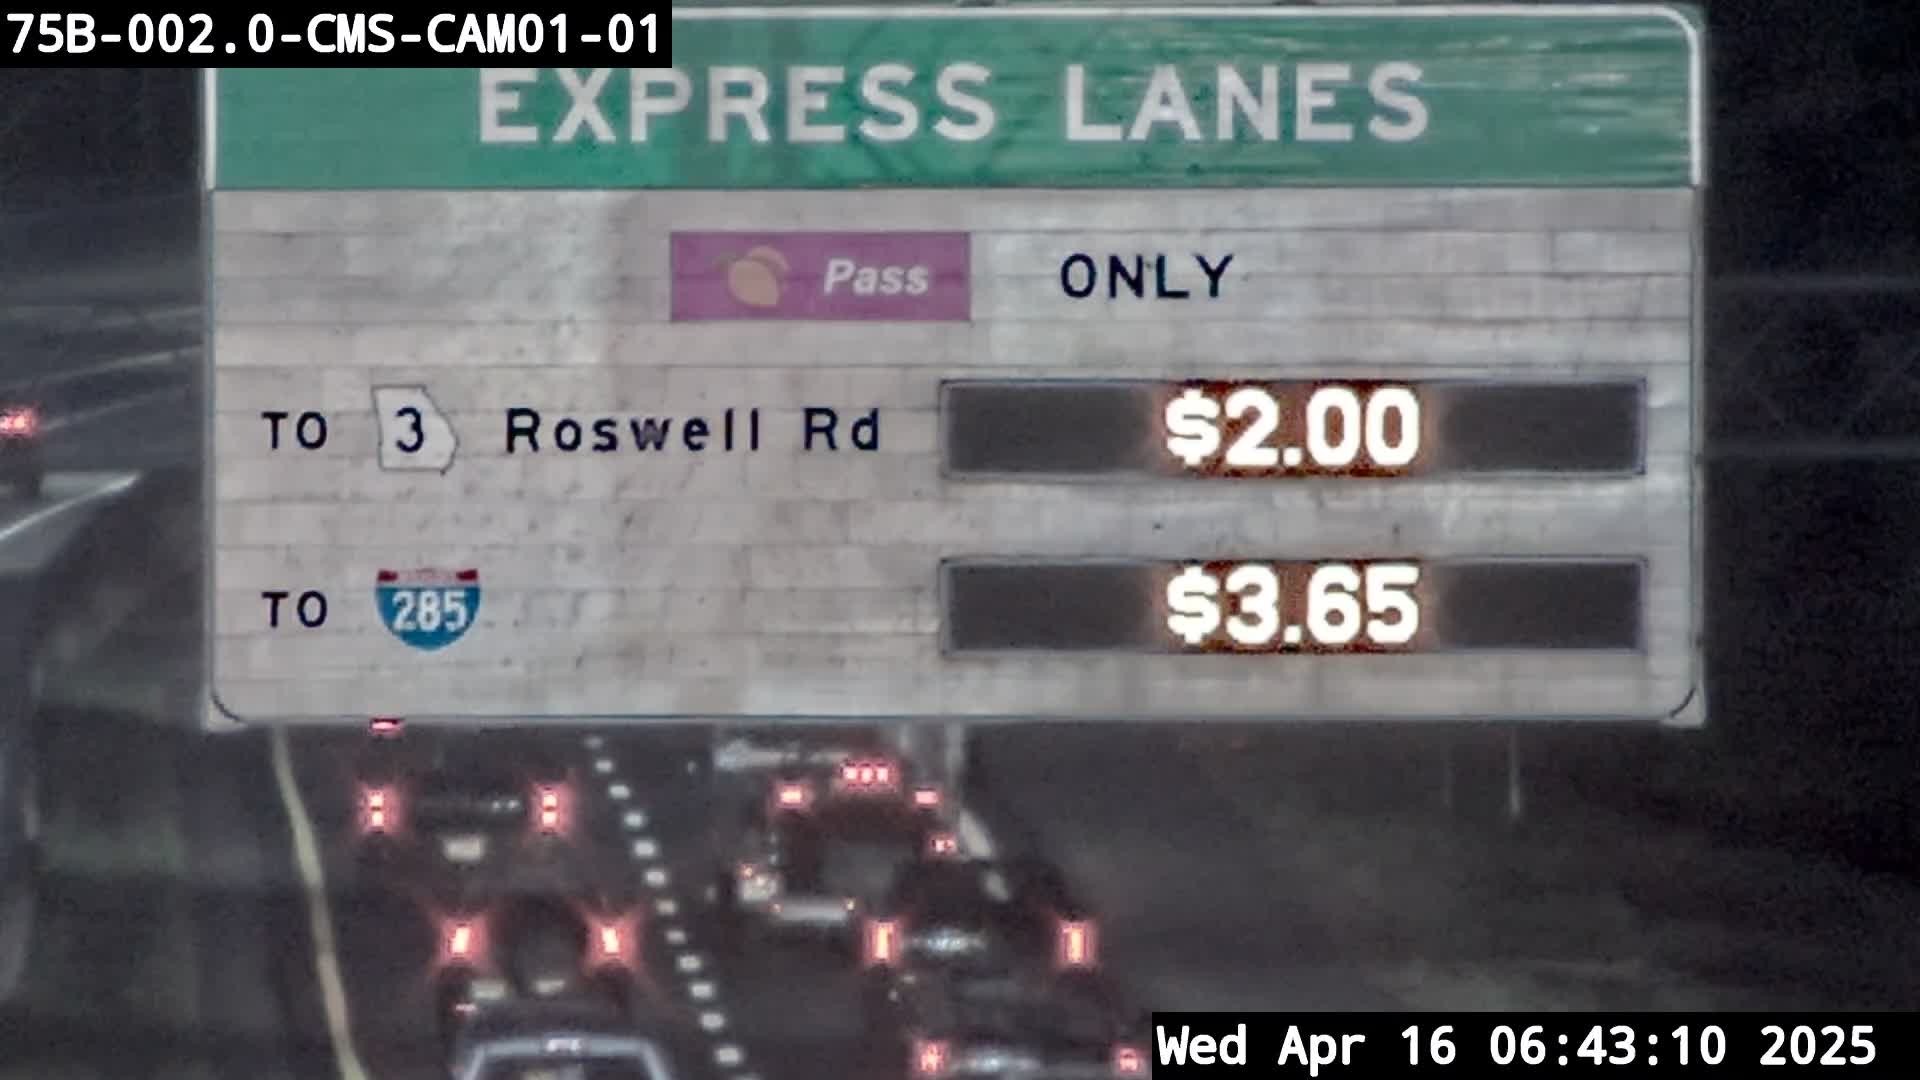 75B-002.0-CMS-CAM01-01
EXPRESS LANES
Pass ONLY
TO 3 Roswell Rd $2.00
TO 285 $3.65
Wed Apr 16 06:43:10 2025